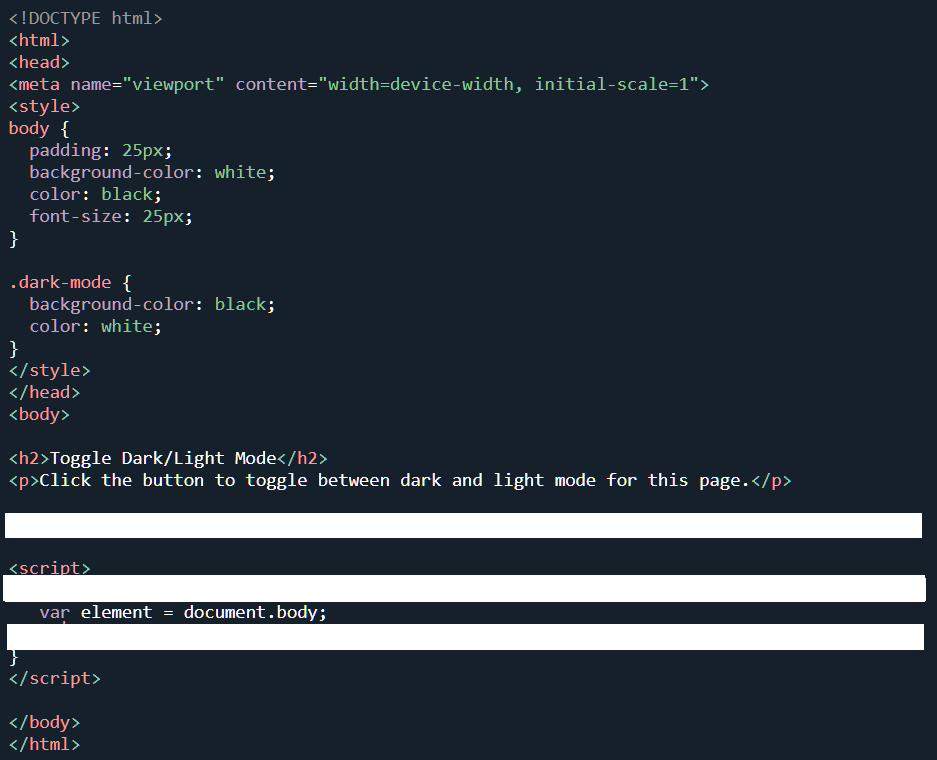 <!DOCTYPE html>
<html>
<head>
<meta name="viewport" content="width=device-width, initial-scale=1">
<style>
body {
  padding: 25px;
  background-color: white;
  color: black;
  font-size: 25px;
}

.dark-mode {
  background-color: black;
  color: white;
}
</style>
</head>
<body>

<h2>Toggle Dark/Light Mode</h2>
<p>Click the button to toggle between dark and light mode for this page.</p>

<script>
   var element = document.body;
}
</script>

</body>
</html>